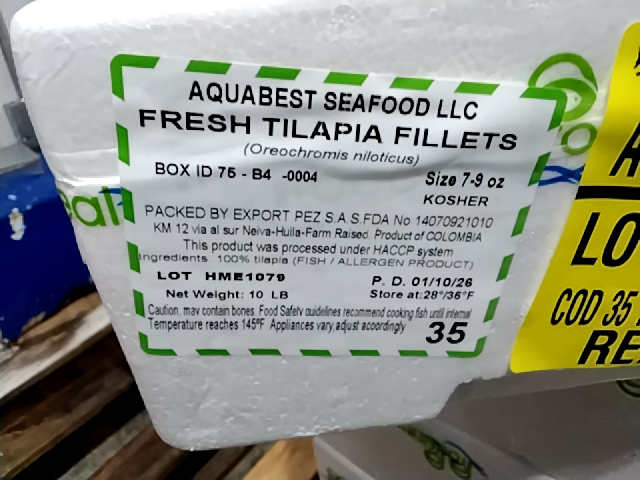 AQUABEST SEAFOOD LLC
FRESH TILAPIA FILLETS
(Oreochromis niloticus)
BOX ID 75 - B4 -0004
Size 7-9 oz
KOSHER
PACKED BY EXPORT PEZ S.A.S.FDA No 14070921010
KM 12 via al sur Neiva-Huila-Farm Raised. Product of COLOMBIA
This product was processed under HACCP system
Ingredients: 100% tilapia (FISH / ALLERGEN PRODUCT)
LOT HME1079
P. D. 01/10/26
Net Weight: 10 LB
Store at:28°/36°F
Caution, may contain bones. Food Safety guidelines recommend cooking fish until internal
Temperature reaches 145ºF Appliances vary,adjust accordingly
35
LO
COD 35
RE